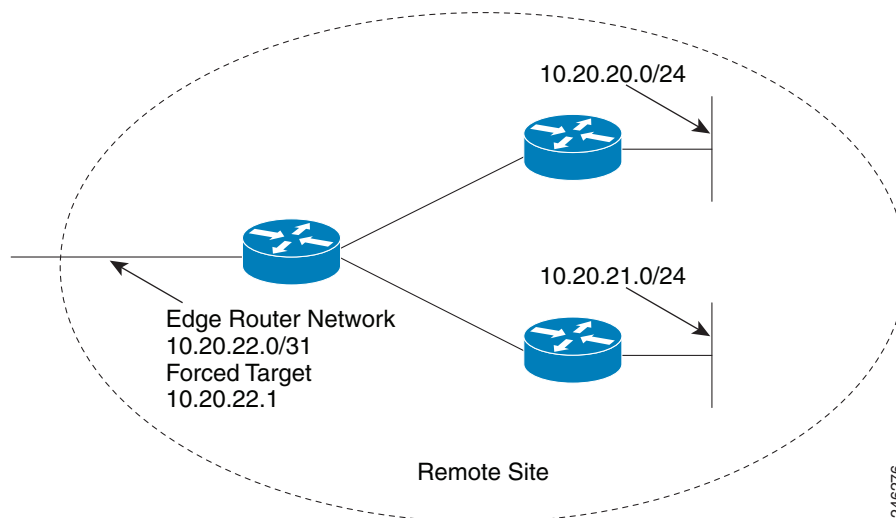 10.20.20.0/24
10.20.21.0/24
Edge Router Network
10.20.22.0/31
Forced Target
10.20.22.1
Remote Site